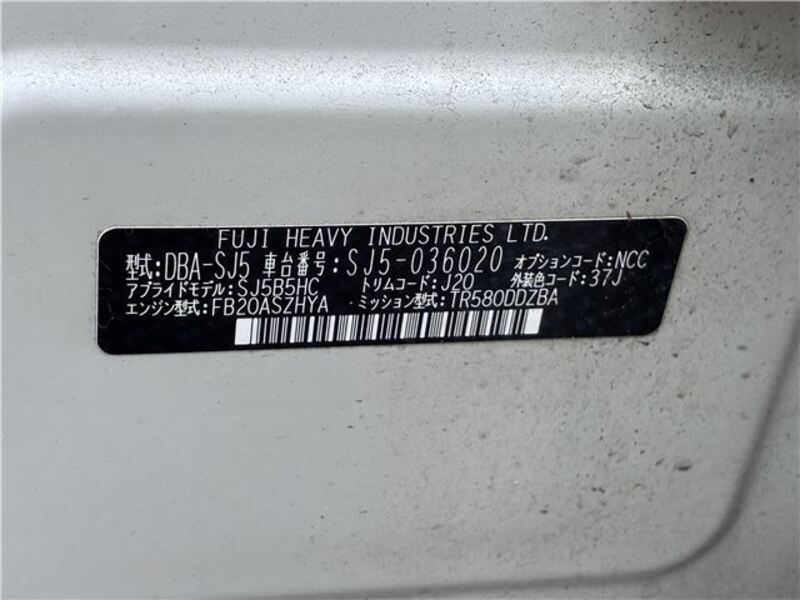 FUJI HEAVY INDUSTRIES LTD.
型式:DBA-SJ5 車台番号:SJ5-036020 オプションコード:NCC
アプライドモデル:SJ5B5HC トリムコード:J20 外装色コード:37J
エンジン型式:FB20ASZHYA ミッション型式:TR580DDZBA